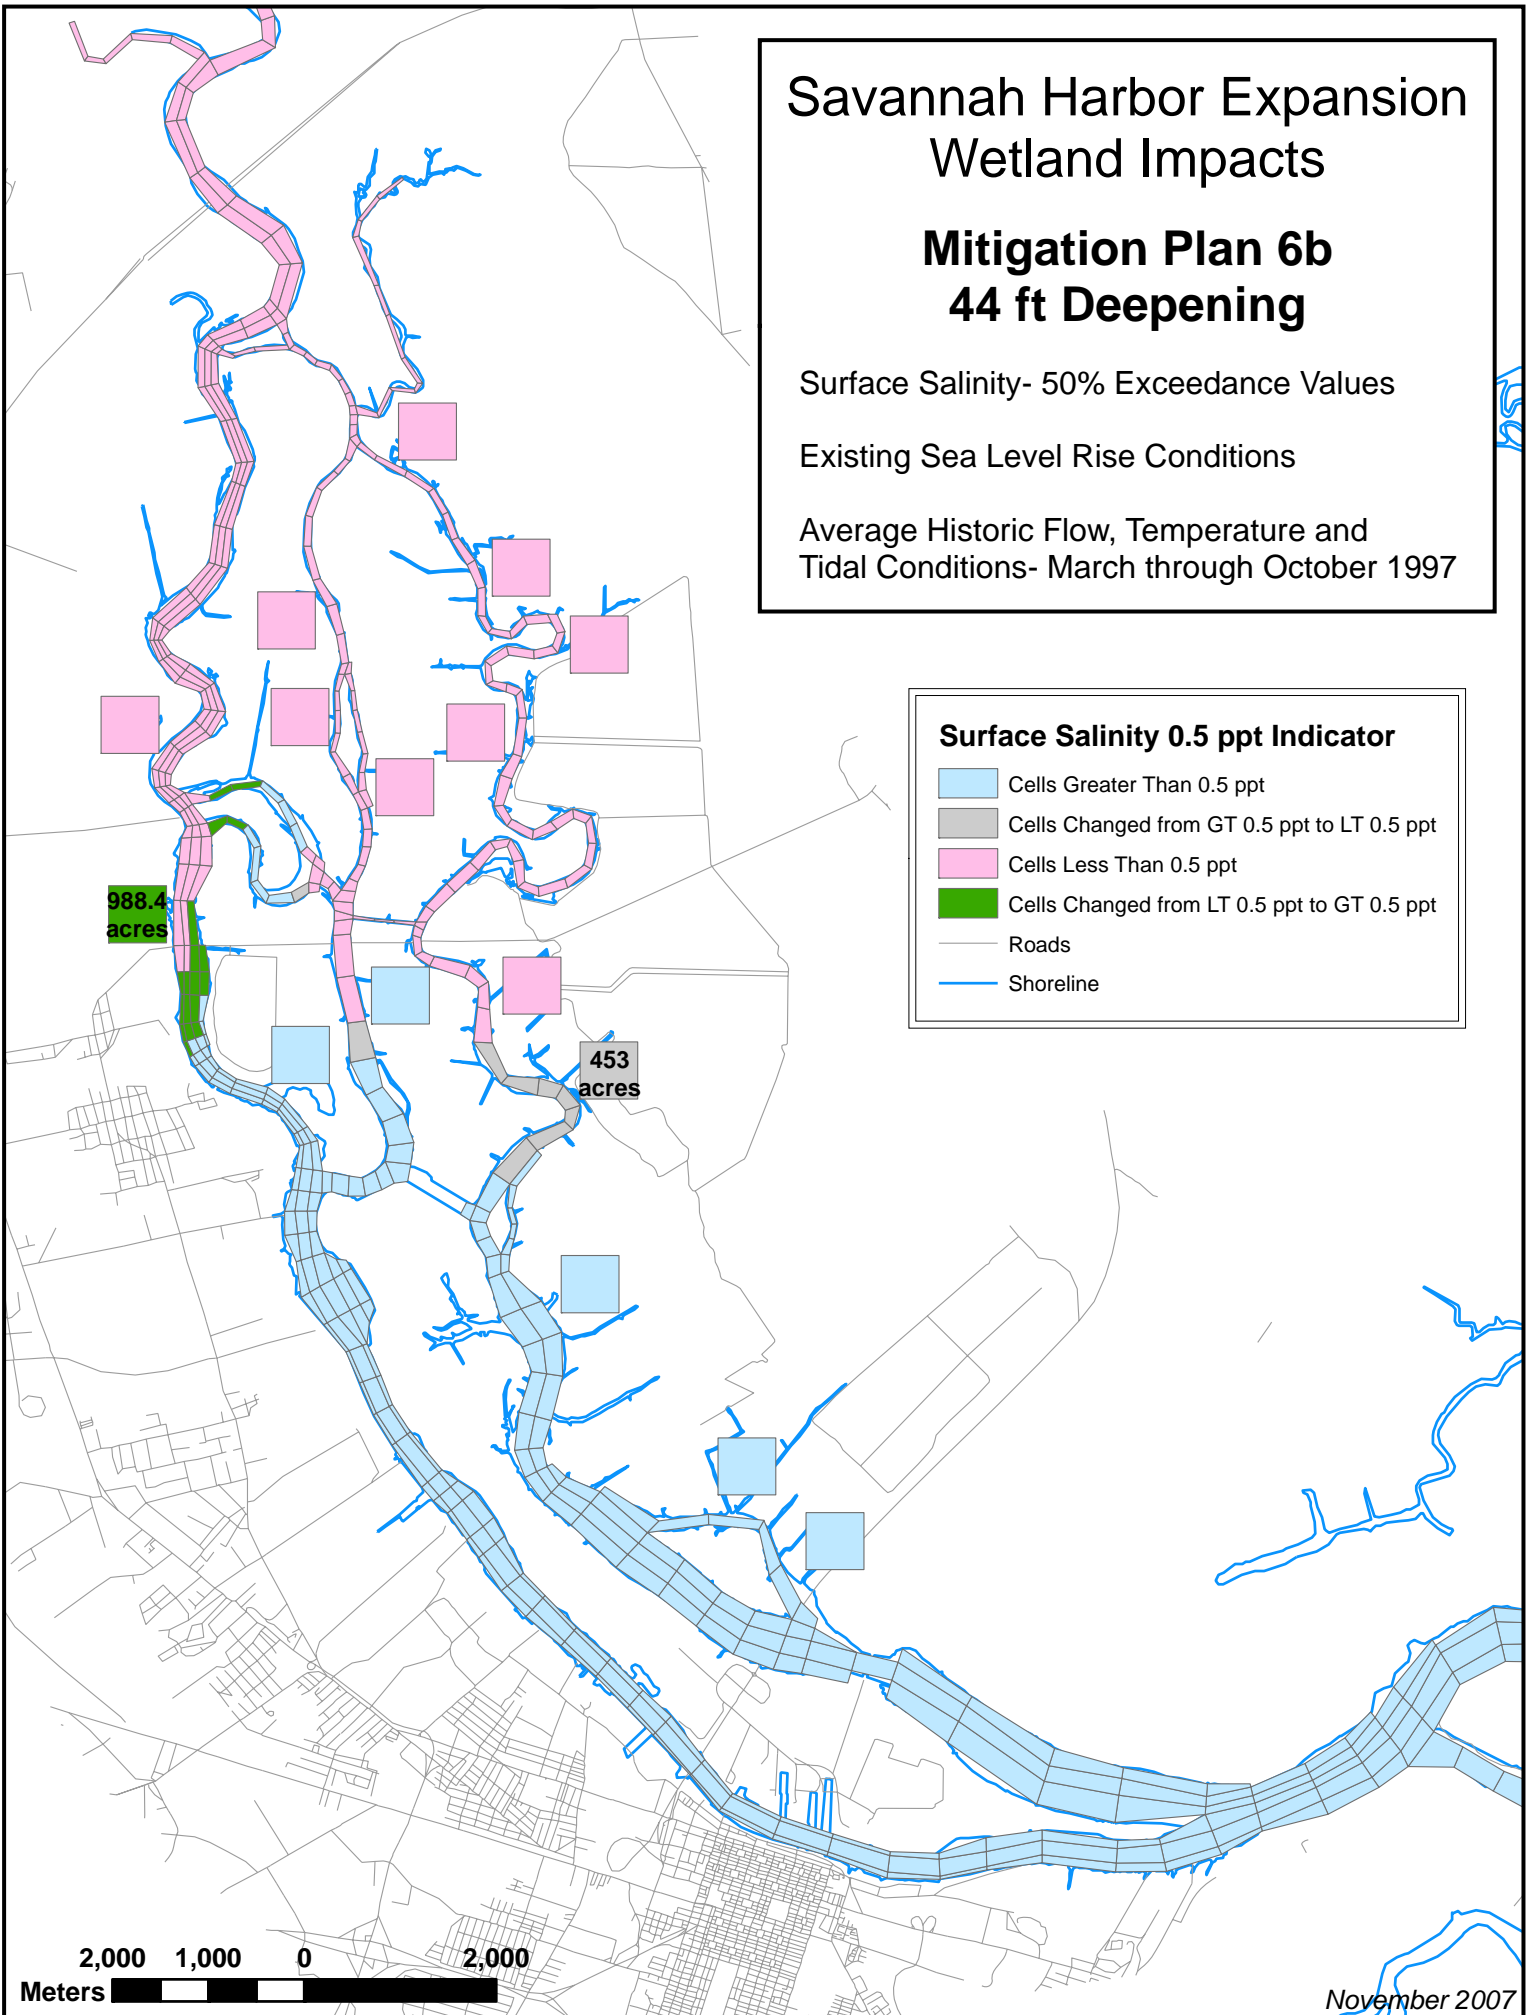 Savannah Harbor Expansion
Wetland Impacts
Mitigation Plan 6b
44 ft Deepening
Surface Salinity- 50% Exceedance Values
Existing Sea Level Rise Conditions
Average Historic Flow, Temperature and
Tidal Conditions- March through October 1997
Surface Salinity 0.5 ppt Indicator
Cells Greater Than 0.5 ppt
Cells Changed from GT 0.5 ppt to LT 0.5 ppt
Cells Less Than 0.5 ppt
Cells Changed from LT 0.5 ppt to GT 0.5 ppt
Roads
Shoreline
988.4
acres
453
acres
2,000 1,000 0 2,000
Meters
November 2007